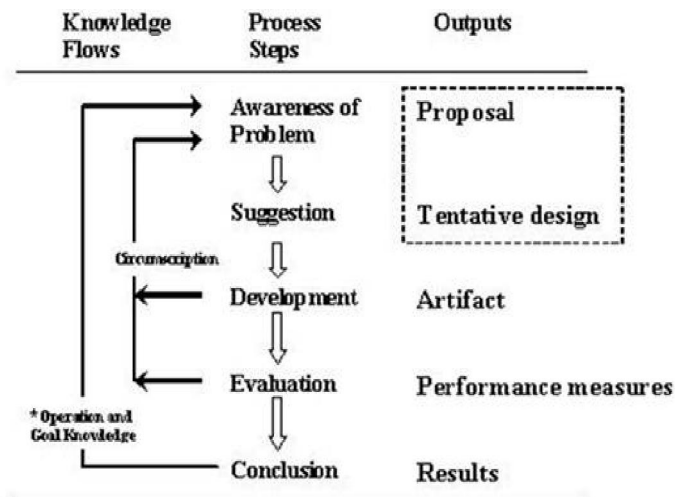 Knowledge Flows
Process Steps
Outputs
Awareness of Problem
Proposal
Suggestion
Tentative design
Circumscription
Development
Artifact
Evaluation
Performance measures
* Operation and
Goal Knowledge
Conclusion
Results